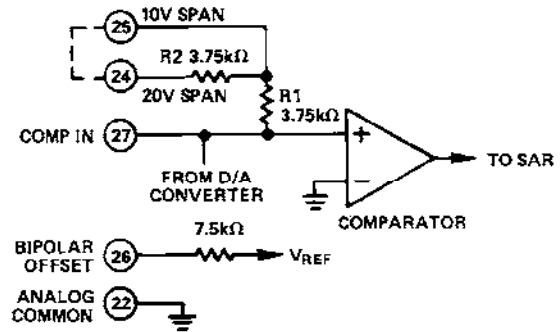 25
10V SPAN
R2 3.75kΩ
24
20V SPAN
R1
3.75kΩ
COMP IN
27
+
−
TO SAR
FROM D/A
CONVERTER
COMPARATOR
7.5kΩ
BIPOLAR
OFFSET
26
VREF
ANALOG
COMMON
22